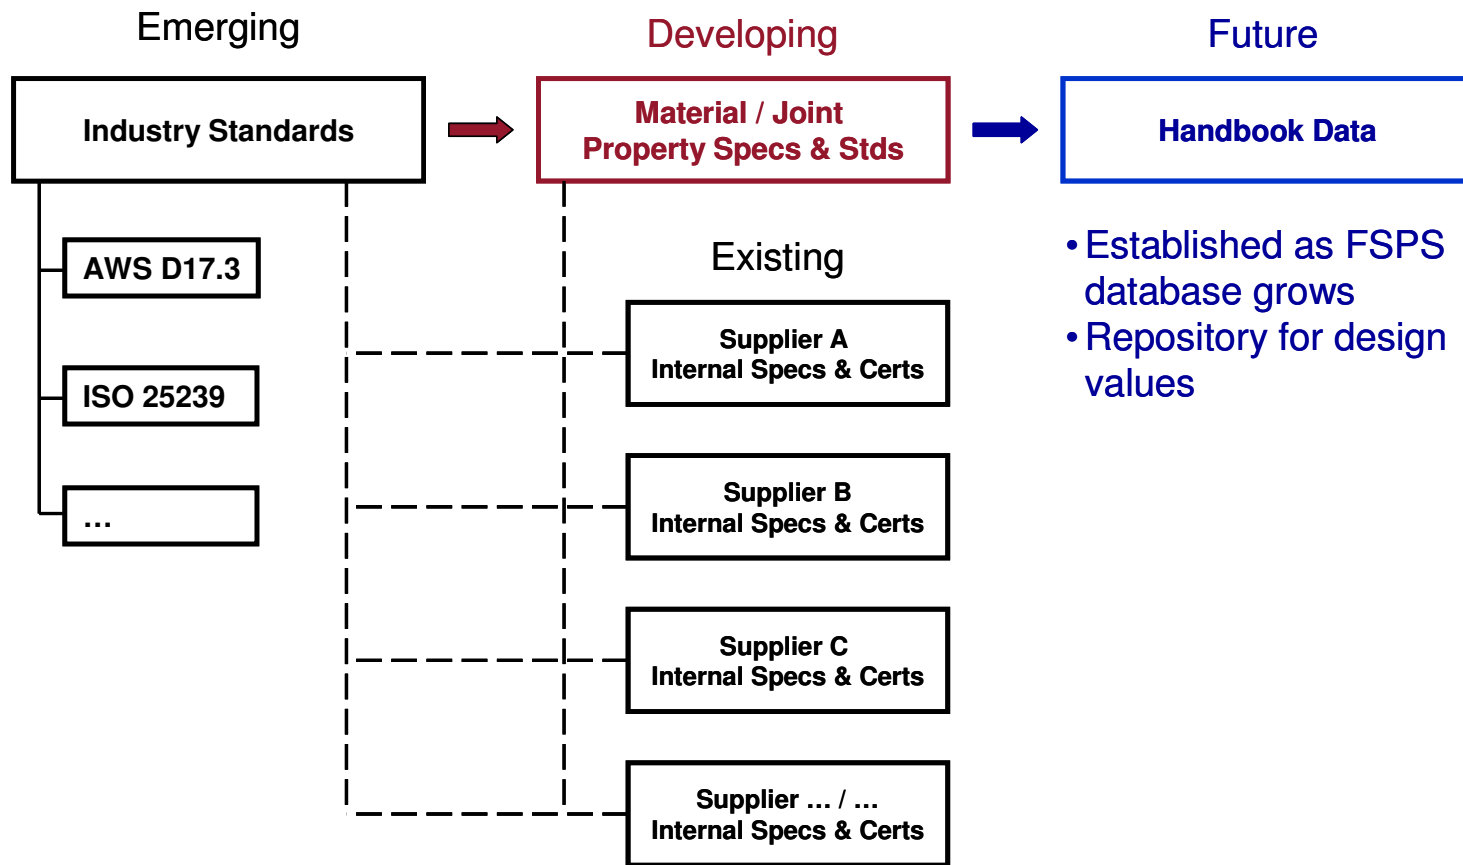 Emerging
Developing
Future
Industry Standards
Material / Joint
Property Specs & Stds
Handbook Data
AWS D17.3
ISO 25239
...
Existing
Supplier A
Internal Specs & Certs
Supplier B
Internal Specs & Certs
Supplier C
Internal Specs & Certs
Supplier ... / ...
Internal Specs & Certs
• Established as FSPS
database grows
• Repository for design
values